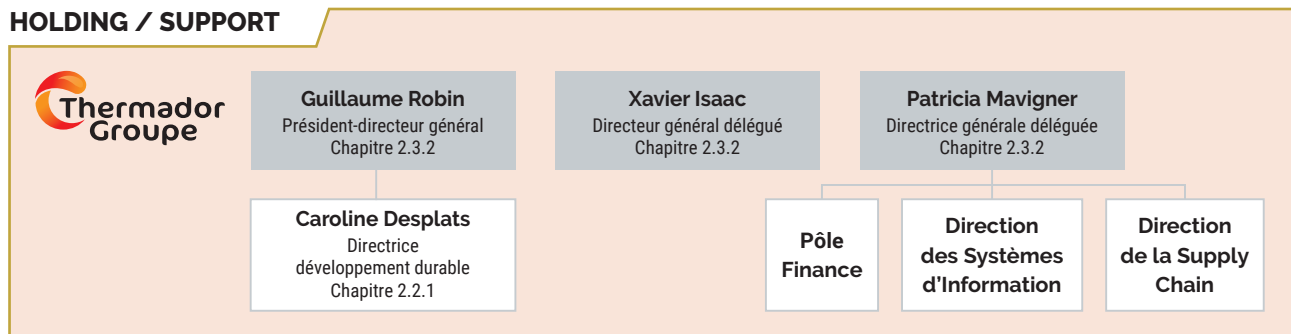 HOLDING / SUPPORT
Thermador
Groupe
Guillaume Robin
Président-directeur général
Chapitre 2.3.2
Xavier Isaac
Directeur général délégué
Chapitre 2.3.2
Patricia Mavigner
Directrice générale déléguée
Chapitre 2.3.2
Caroline Desplats
Directrice
développement durable
Chapitre 2.2.1
Pôle
Finance
Direction
des Systèmes
d'Information
Direction
de la Supply
Chain